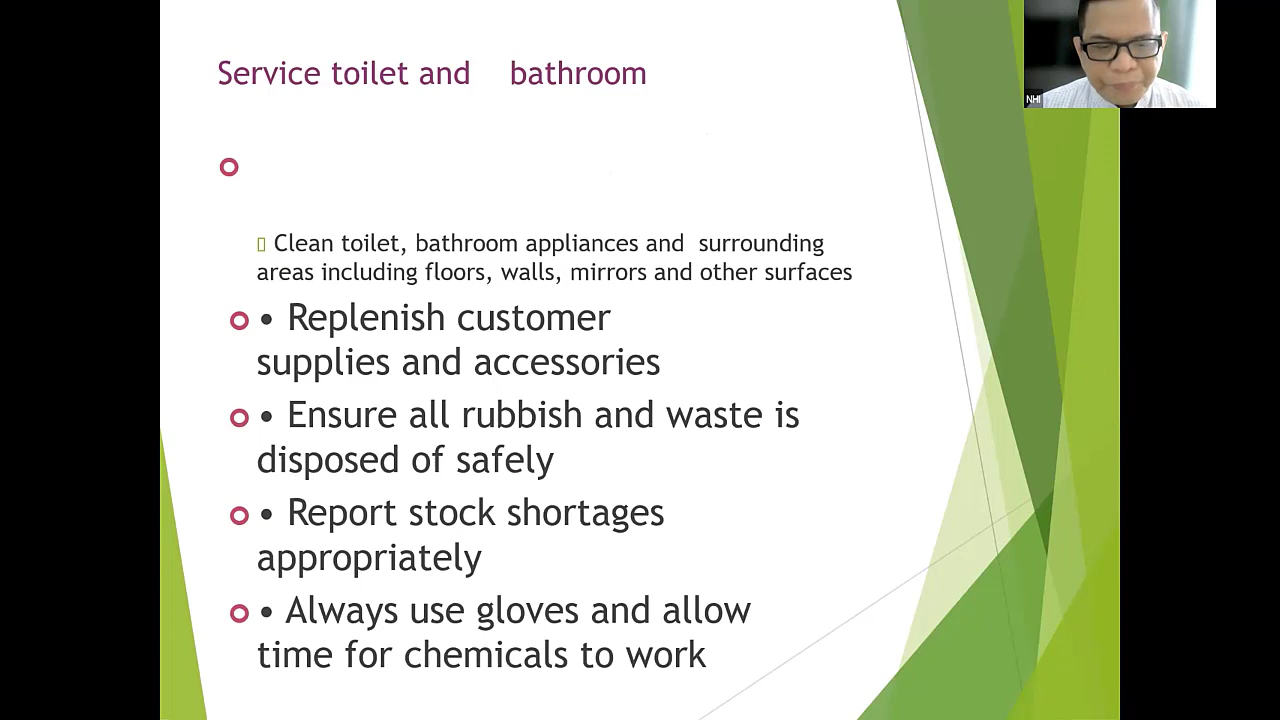 Service toilet and bathroom
Clean toilet, bathroom appliances and surrounding
areas including floors, walls, mirrors and other surfaces
• Replenish customer
supplies and accessories
• Ensure all rubbish and waste is
disposed of safely
• Report stock shortages
appropriately
• Always use gloves and allow
time for chemicals to work
NHI